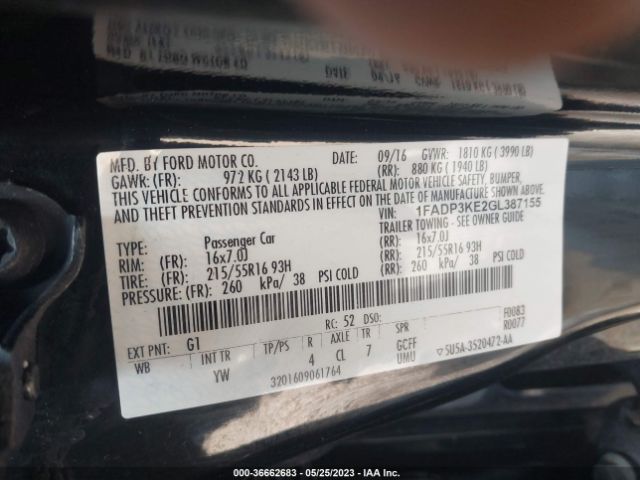 MFD. BY FORD MOTOR CO. DATE: 09/16 GVWR: 1810 KG ( 3990 LB)
GAWR: (FR): 972 KG ( 2143 LB) (RR): 880 KG ( 1940 LB)
THIS VEHICLE CONFORMS TO ALL APPLICABLE FEDERAL MOTOR VEHICLE SAFETY, BUMPER,
AND THEFT PREVENTION STANDARDS IN EFFECT ON THE DATE OF MANUFACTURE SHOWN ABOVE.
VIN: 1FADP3KE2GL387155
TYPE: Passenger Car TRAILER TOWING - SEE OWNER GUIDE
RIM: (FR): 16x7.0J (RR): 16x7.0J
TIRE: (FR): 215/55R16 93H (RR): 215/55R16 93H
PRESSURE: (FR): 260 kPa/ 38 PSI COLD (RR): 260 kPa/ 38 PSI COLD
EXT PNT: G1 RC: 52 DSO: F0083
R0077
WB INT TR TP/PS R AXLE TR SPR
YW 4 CL 7 GCFF
UMU
3201609061764 5U5A-3520472-AA
000-36662683 - 05/25/2023 - IAA Inc.